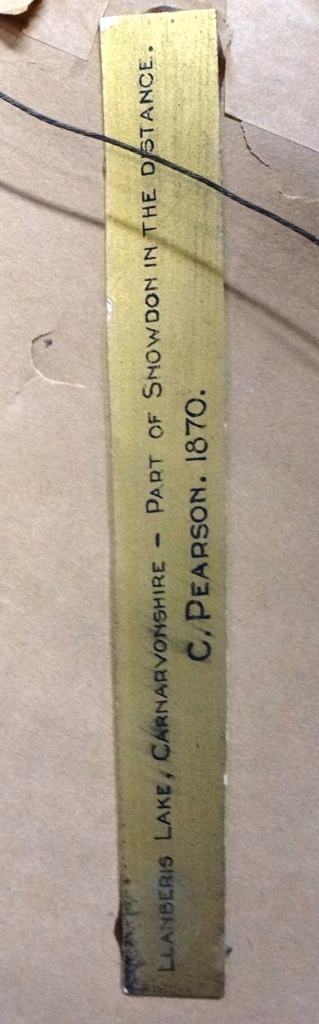 LLANBERIS LAKE, CARNARVONSHIRE – PART OF SNOWDON IN THE DISTANCE.
C. PEARSON. 1870.